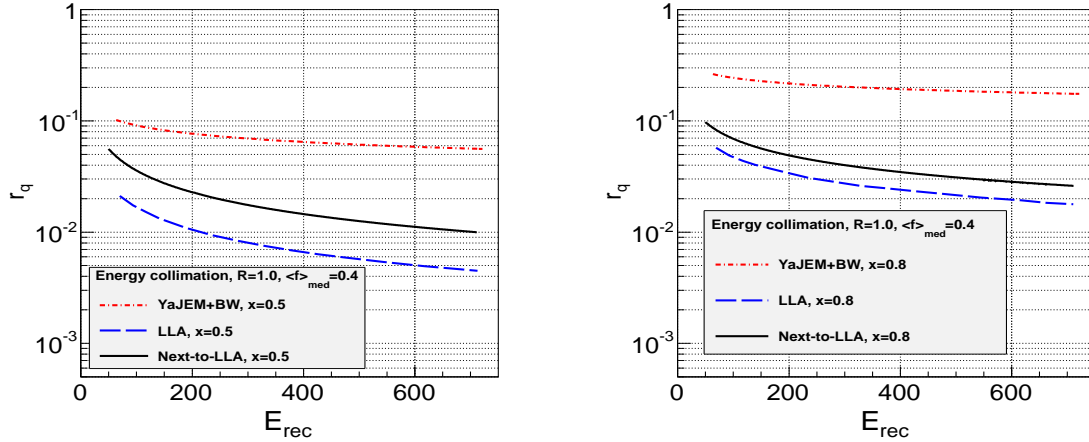 1
10⁻¹
10⁻²
10⁻³
r_q
Energy collimation, R=1.0, <f>_med=0.4
YaJEM+BW, x=0.5
LLA, x=0.5
Next-to-LLA, x=0.5
0 200 400 600
E_rec
1
10⁻¹
10⁻²
10⁻³
r_q
Energy collimation, R=1.0, <f>_med=0.4
YaJEM+BW, x=0.8
LLA, x=0.8
Next-to-LLA, x=0.8
0 200 400 600
E_rec